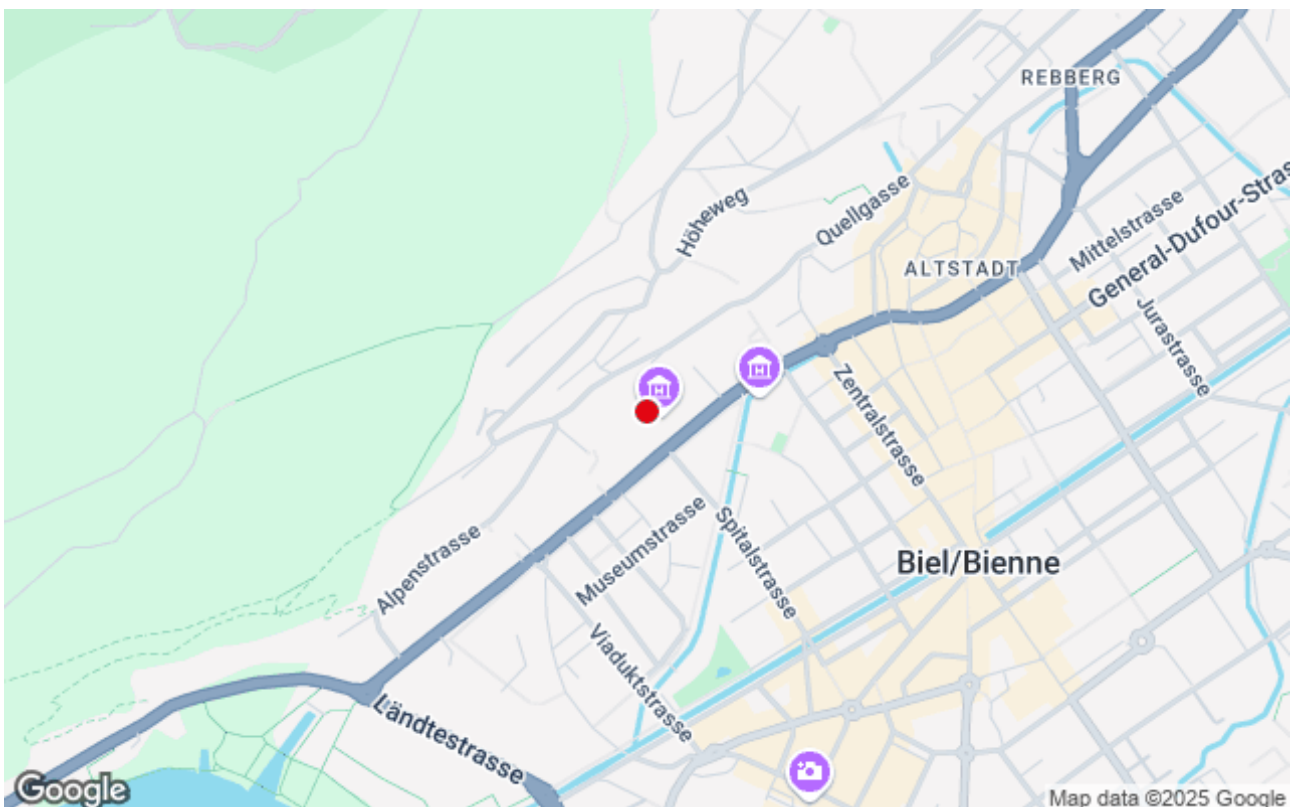 REBBERG
Höheweg
Quellgasse
Mittelstrasse
General-Dufour-Stras
ALTSTADT
Jurastrasse
Zentralstrasse
Museumstrasse
Spitalstrasse
Biel/Bienne
Alpenstrasse
Viaduktstrasse
Ländtestrasse
H
H
Google
Map data ©2025 Google